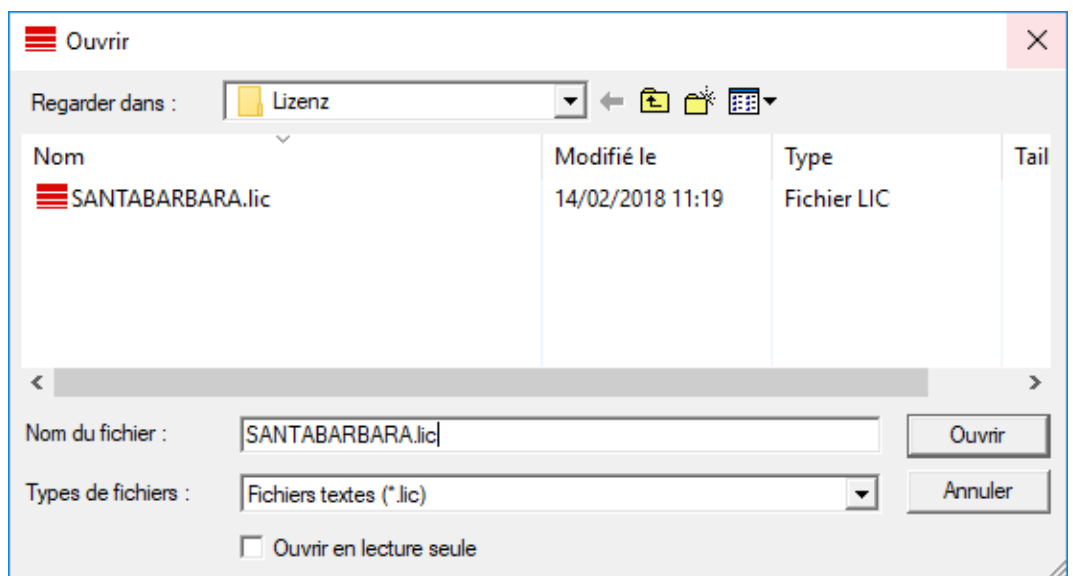 Ouvrir
Regarder dans : Lizenz
Nom Modifié le Type Taill
SANTABARBARA.lic 14/02/2018 11:19 Fichier LIC
Nom du fichier : SANTABARBARA.lic Ouvrir
Types de fichiers : Fichiers textes (*.lic) Annuler
Ouvrir en lecture seule